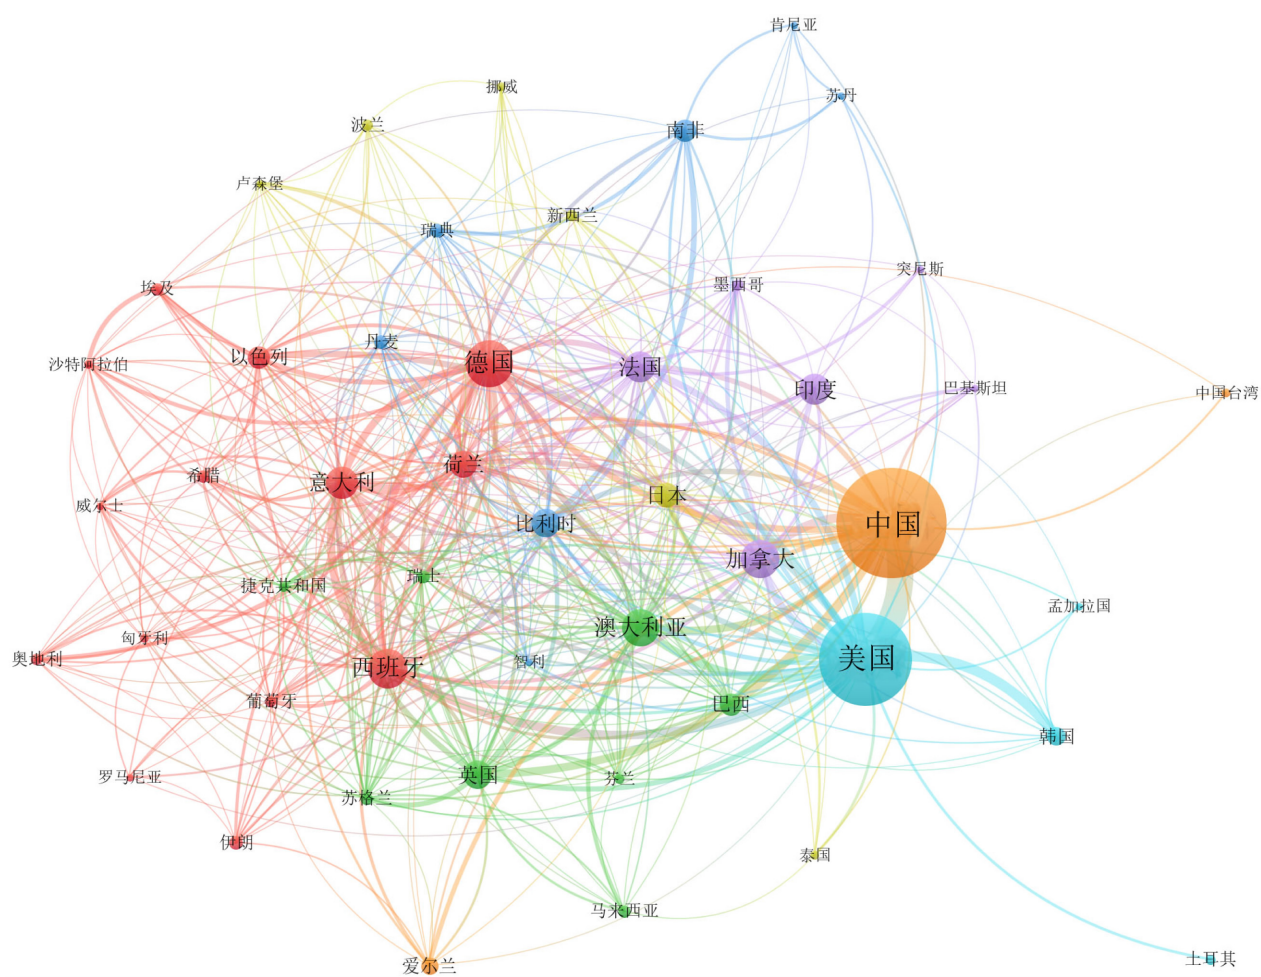 肯尼亚
挪威
苏丹
波兰
南非
卢森堡
新西兰
瑞典
突尼斯
墨西哥
埃及
丹麦
以色列
德国
沙特阿拉伯
法国
印度
巴基斯坦
中国台湾
荷兰
希腊
意大利
日本
威尔士
比利时
中国
加拿大
瑞士
捷克共和国
孟加拉国
澳大利亚
匈牙利
奥地利
智利
美国
西班牙
葡萄牙
巴西
韩国
罗马尼亚
英国
芬兰
苏格兰
伊朗
泰国
马来西亚
爱尔兰
土耳其